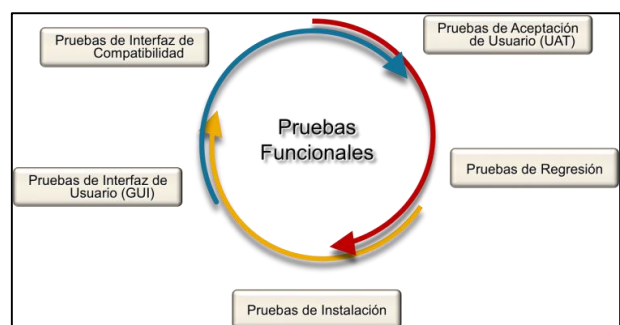 Pruebas de Interfaz de
Compatibilidad
Pruebas de Aceptación
de Usuario (UAT)
Pruebas
Funcionales
Pruebas de Interfaz de
Usuario (GUI)
Pruebas de Regresión
Pruebas de Instalación